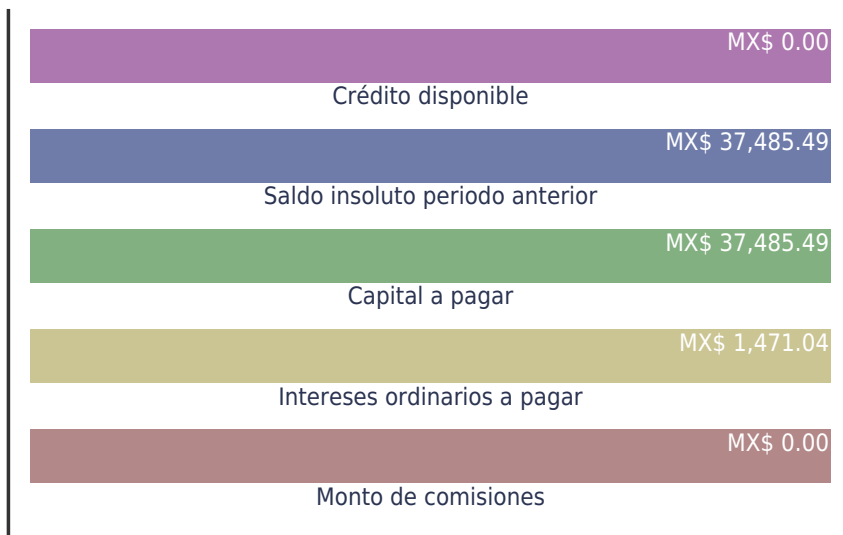 MX$ 0.00
Crédito disponible
MX$ 37,485.49
Saldo insoluto periodo anterior
MX$ 37,485.49
Capital a pagar
MX$ 1,471.04
Intereses ordinarios a pagar
MX$ 0.00
Monto de comisiones